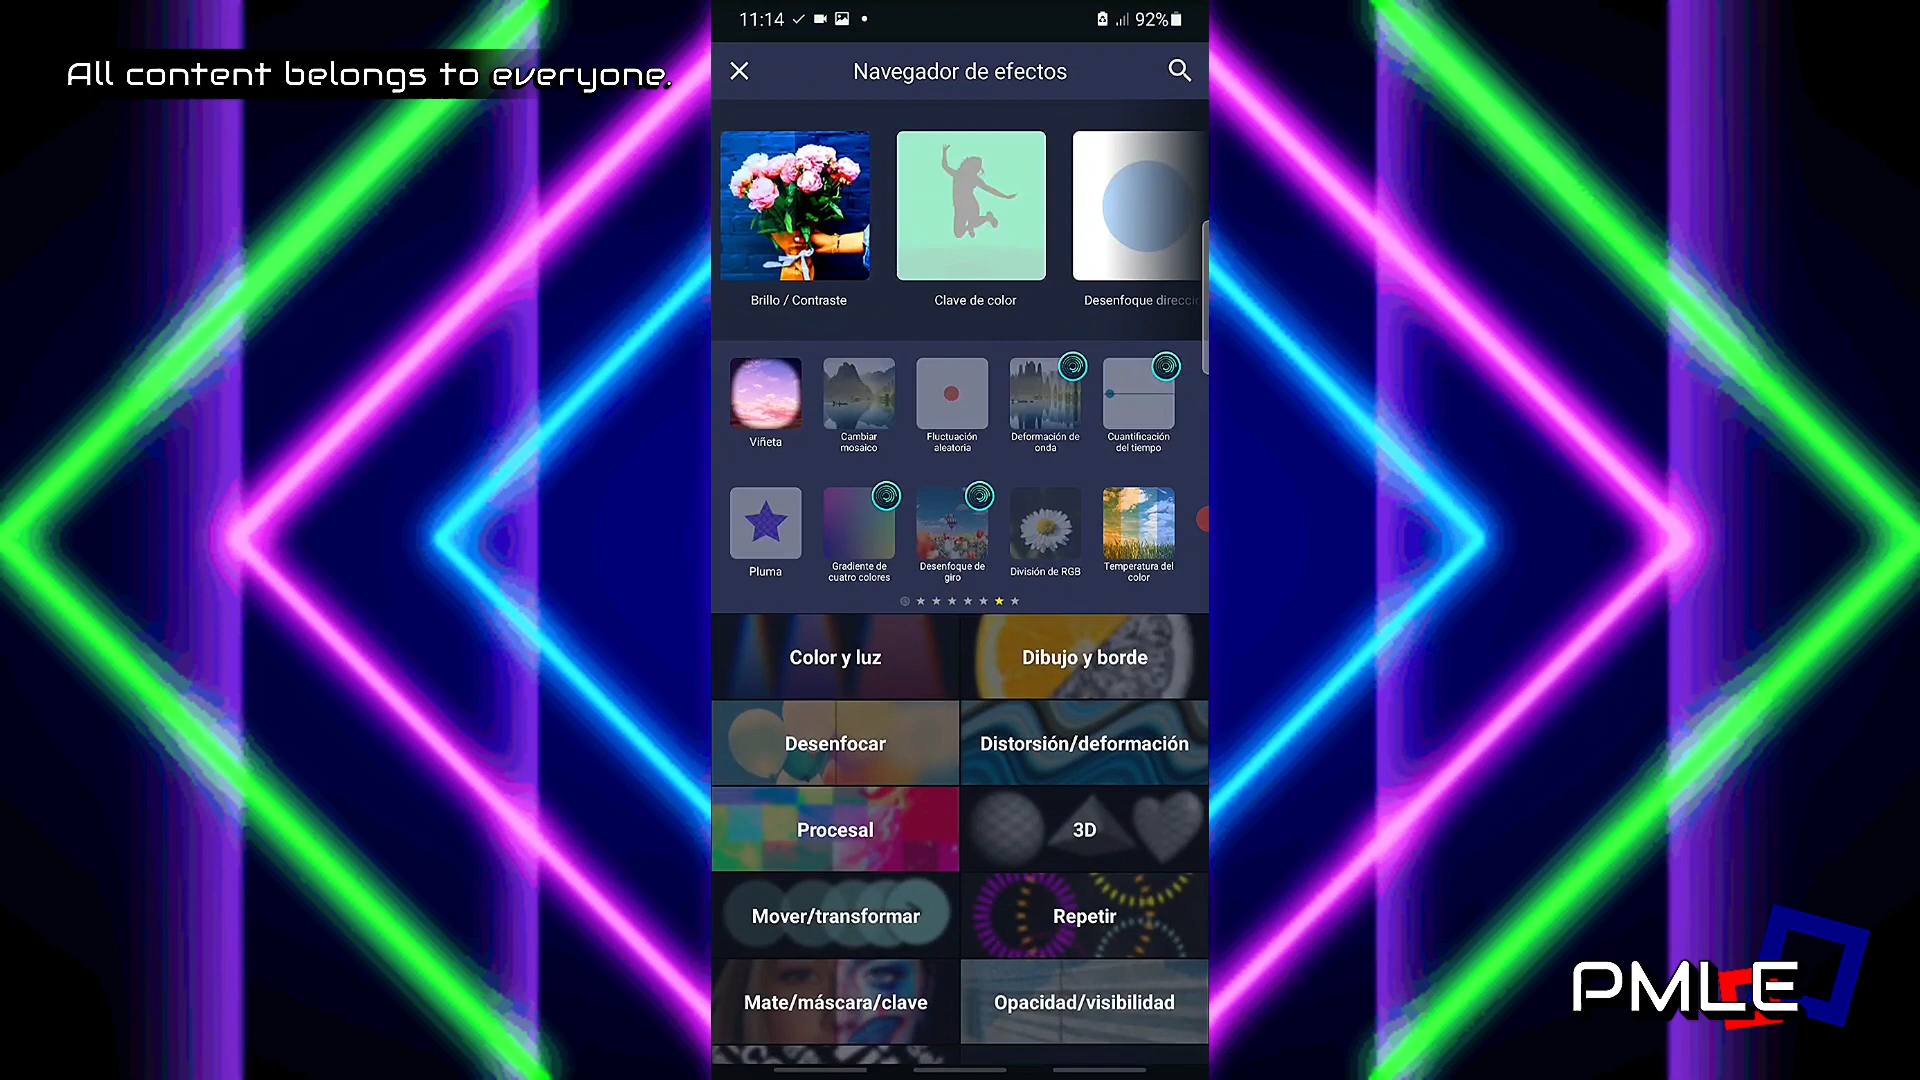 11:14
92%
All content belongs to everyone.
Navegador de efectos
Brillo / Contraste
Clave de color
Desenfoque direcci
Viñeta
Cambiar
mosaico
Fluctuación
aleatoria
Deformación de
onda
Cuantificación
del tiempo
Pluma
Gradiente de
cuatro colores
Desenfoque de
giro
División de RGB
Temperatura del
color
Color y luz
Dibujo y borde
Desenfocar
Distorsión/deformación
Procesal
3D
Mover/transformar
Repetir
Mate/máscara/clave
Opacidad/visibilidad
PMLE